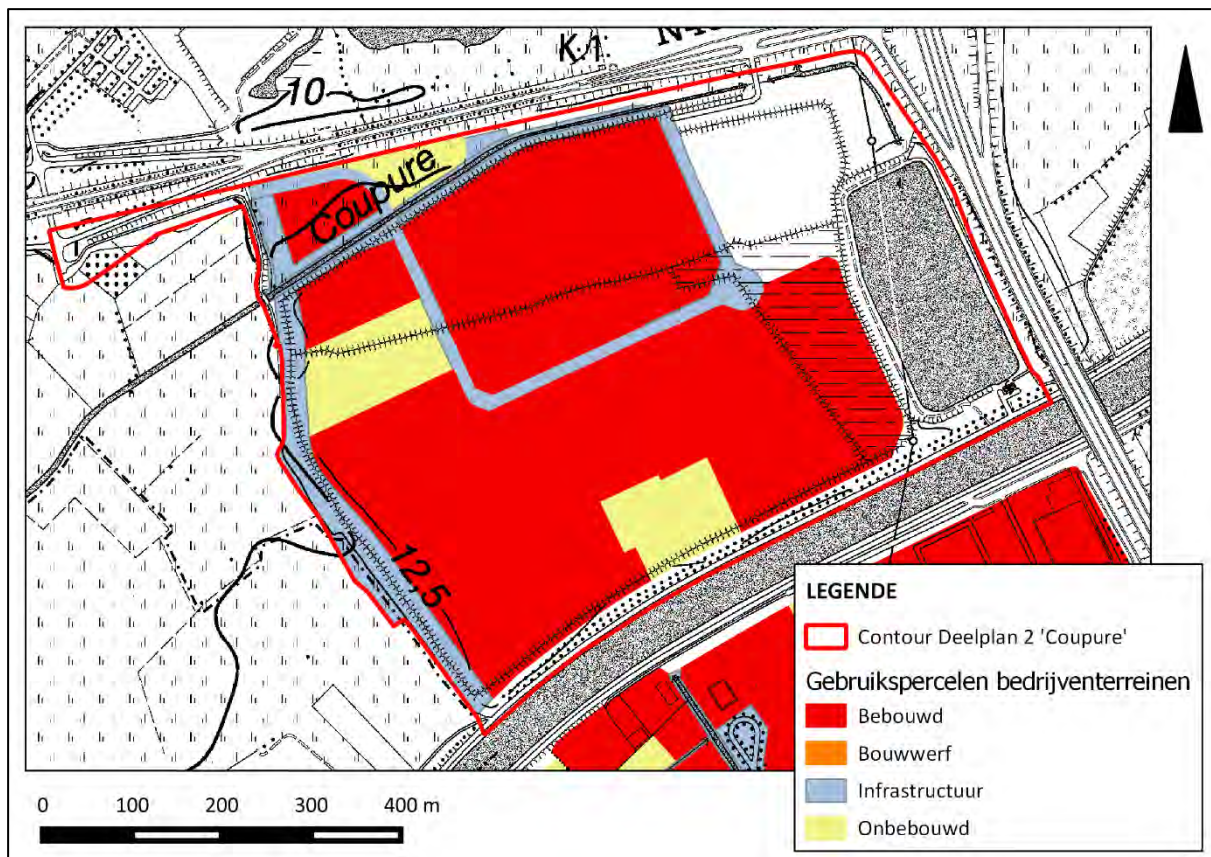 K.1.
10
Coupure
12,5
LEGENDE
Contour Deelplan 2 'Coupure'
Gebruikspercelen bedrijventerreinen
Bebouwd
Bouwwerf
Infrastructuur
Onbebouwd
0 100 200 300 400 m